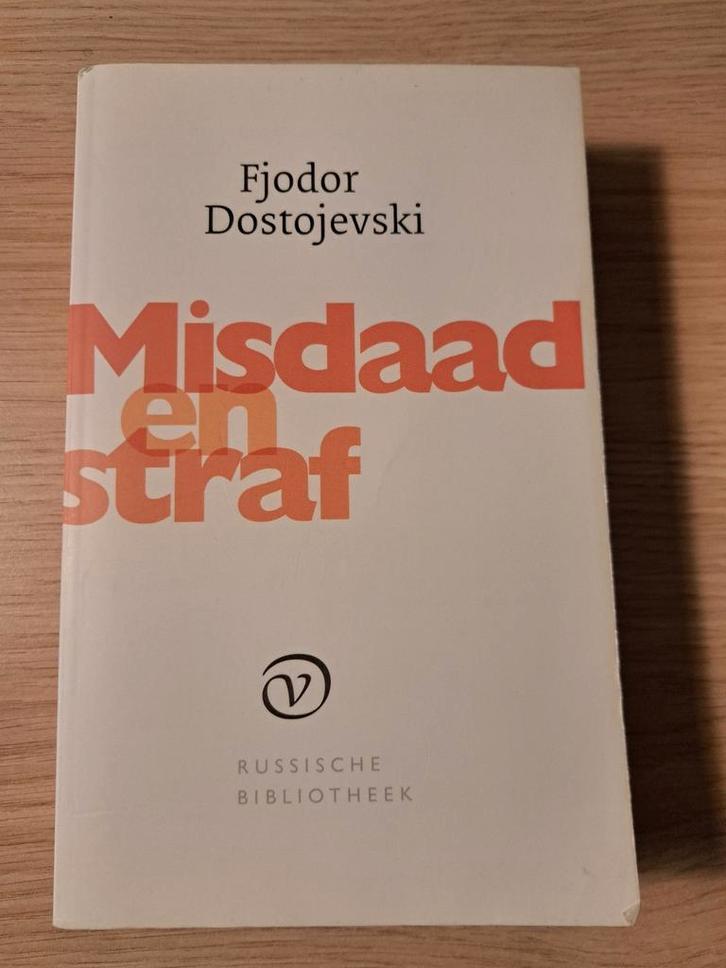 Fjodor
Dostojevski
Misdaad
en
straf
v
RUSSISCHE
BIBLIOTHEEK